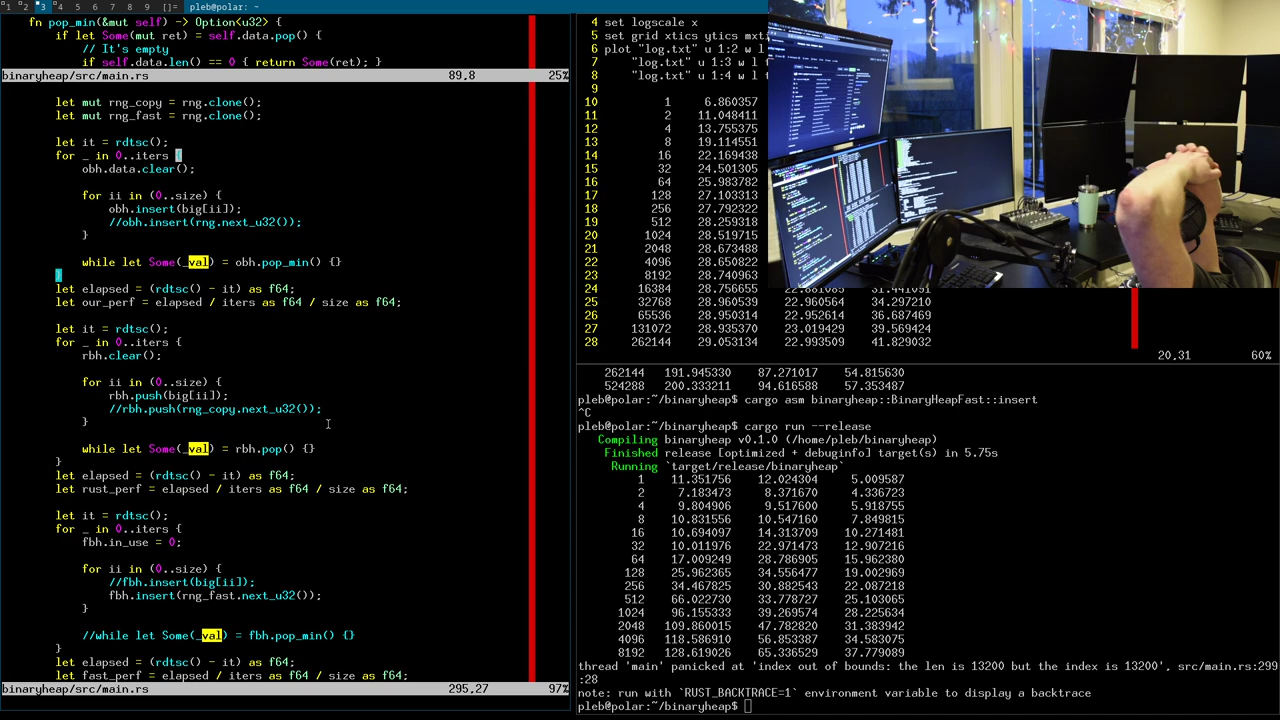 1 2 3 4 5 6 7 8 9 []= pleb@polar: ~
fn pop_min(&mut self) -> Option<u32> {
if let Some(mut ret) = self.data.pop() {
// It's empty
if self.data.len() == 0 { return Some(ret); }
binaryheap/src/main.rs 89,8 25%
let mut rng_copy = rng.clone();
let mut rng_fast = rng.clone();
let it = rdtsc();
for _ in 0..iters {
obh.data.clear();
for ii in (0..size) {
obh.insert(big[ii]);
//obh.insert(rng.next_u32());
}
while let Some(_val) = obh.pop_min() {}
}
let elapsed = (rdtsc() - it) as f64;
let our_perf = elapsed / iters as f64 / size as f64;
let it = rdtsc();
for _ in 0..iters {
rbh.clear();
for ii in (0..size) {
rbh.push(big[ii]);
//rbh.push(rng_copy.next_u32());
}
while let Some(_val) = rbh.pop() {}
}
let elapsed = (rdtsc() - it) as f64;
let rust_perf = elapsed / iters as f64 / size as f64;
let it = rdtsc();
for _ in 0..iters {
fbh.in_use = 0;
for ii in (0..size) {
//fbh.insert(big[ii]);
fbh.insert(rng_fast.next_u32());
}
//while let Some(_val) = fbh.pop_min() {}
}
let elapsed = (rdtsc() - it) as f64;
let fast_perf = elapsed / iters as f64 / size as f64;
binaryheap/src/main.rs 295,27 97%
4 set logscale x
5 set grid xtics ytics mxti
6 plot "log.txt" u 1:2 w l
7 "log.txt" u 1:3 w l
8 "log.txt" u 1:4 w l
9
10 1 6.860357
11 2 11.048411
12 4 13.755375
13 8 19.114551
14 16 22.169438
15 32 24.501305
16 64 25.983782
17 128 27.103313
18 256 27.792322
19 512 28.259318
20 1024 28.519715
21 2048 28.673488
22 4096 28.650822
23 8192 28.740963
24 16384 28.756655 22.881085 31.441091
25 32768 28.960539 22.960564 34.297210
26 65536 28.950314 22.952614 36.687469
27 131072 28.935370 23.019429 39.569424
28 262144 29.053134 22.993509 41.829032
20,31 60%
262144 191.945330 87.271017 54.815630
524288 200.333211 94.616588 57.353487
pleb@polar:~/binaryheap$ cargo asm binaryheap::BinaryHeapFast::insert
^C
pleb@polar:~/binaryheap$ cargo run --release
Compiling binaryheap v0.1.0 (/home/pleb/binaryheap)
Finished release [optimized + debuginfo] target(s) in 5.75s
Running `target/release/binaryheap`
1 11.351756 12.024304 5.009587
2 7.183473 8.371670 4.336723
4 9.804906 9.517600 5.918755
8 10.831556 10.547160 7.849815
16 10.694097 14.313709 10.271481
32 10.011976 22.971473 12.907216
64 17.009249 28.786905 15.962380
128 25.962365 34.556477 19.002969
256 34.467825 30.882543 22.087218
512 66.022730 33.778727 25.103065
1024 96.155333 39.269574 28.225634
2048 109.860015 47.782820 31.383942
4096 118.586910 56.853387 34.583075
8192 128.619026 65.336529 37.779089
thread 'main' panicked at 'index out of bounds: the len is 13200 but the index is 13200', src/main.rs:299
:28
note: run with `RUST_BACKTRACE=1` environment variable to display a backtrace
pleb@polar:~/binaryheap$